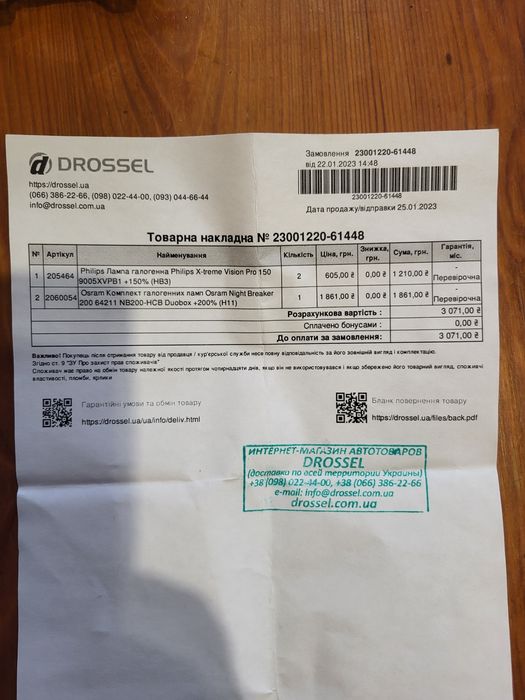 DROSSEL
https://drossel.ua
(066) 386-22-66, (098) 022-44-00, (093) 044-66-44
info@drossel.com.ua
Замовлення 23001220-61448
від 22.01.2023 14:48
23001220-61448
Дата продажу/відправки 25.01.2023
Товарна накладна № 23001220-61448
№ Артикул Найменування Кількість Ціна, грн. Знижка, грн. Сума, грн. Гарантія, міс.
1 205464 Philips Лампа галогенна Philips X-treme Vision Pro 150 9005XVPB1 +150% (HB3) 2 605,00 ₴ 0,00 ₴ 1 210,00 ₴ - Перевірочна
2 2060054 Osram Комплект галогенних ламп Osram Night Breaker 200 64211 NB200-HCB Duobox +200% (H11) 1 1 861,00 ₴ 0,00 ₴ 1 861,00 ₴ - Перевірочна
Розрахункова вартість : 3 071,00 ₴
Сплачено бонусами : 0,00 ₴
До оплати за замовлення: 3 071,00 ₴
Важливо! Покупець після отримання товару від продавця / кур'єрської служби несе повну відповідальність за його зовнішній вигляд і комплектацію.
Згідно ст. 9 "ЗУ Про захист прав споживачів"
Споживач має право на обмін товару належної якості протягом чотирнадцяти днів, якщо він не використовувався і якщо збережено його товарний вигляд, споживчі
властивості, пломби, ярлики
Гарантійні умови та обмін товару
https://drossel.ua/ua/info/deliv.html
Бланк повернення товару
https://drossel.ua/files/back.pdf
ИНТЕРНЕТ-МАГАЗИН АВТОТОВАРОВ
DROSSEL
(доставка по всей территории Украины)
+38 (098) 022-44-00, +38 (066) 386-22-66
e-mail: info@drossel.com.ua
drossel.com.ua